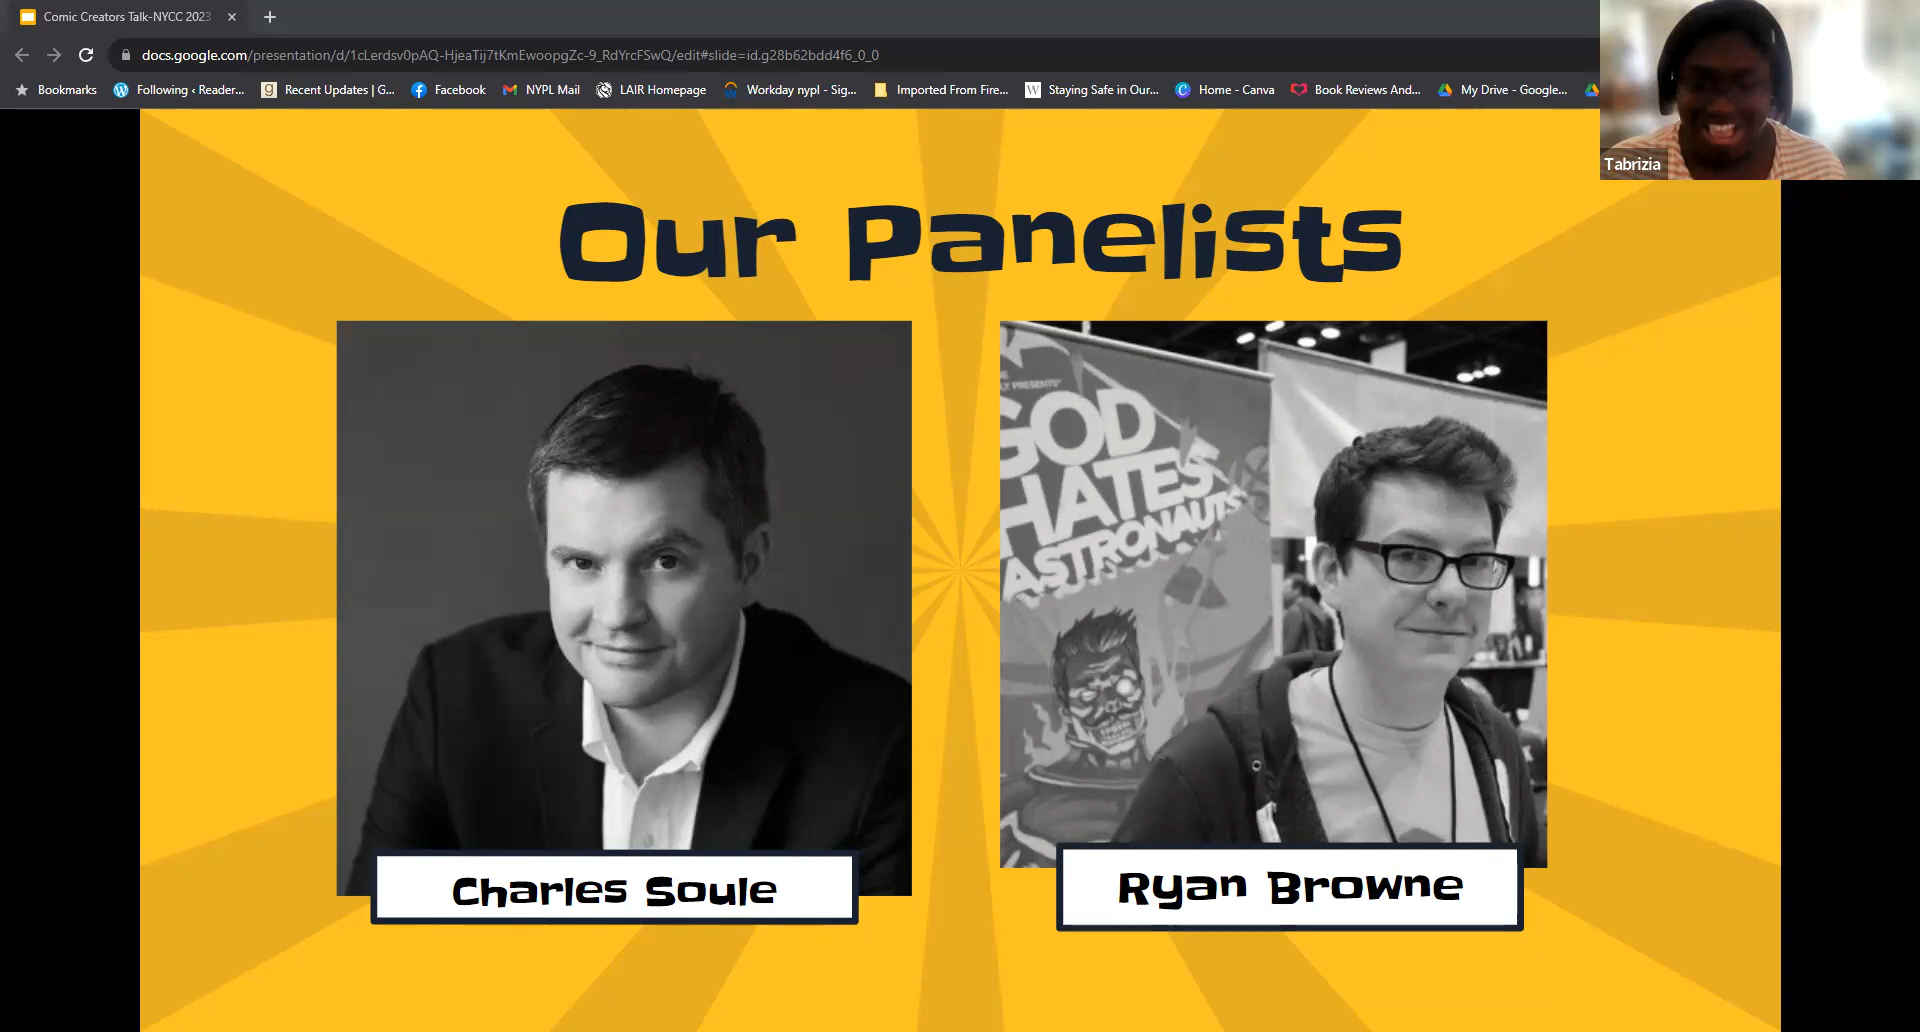 Comic Creators Talk-NYCC 2023
docs.google.com/presentation/d/1cLerdsv0pAQ-HjeaTij7tKmEwoopgZc-9_RdYrcFSwQ/edit#slide=id.g28b62bdd4f6_0_0
Bookmarks Following ‹ Reader... Recent Updates | G... Facebook NYPL Mail LAIR Homepage Workday nypl - Sig... Imported From Fire... Staying Safe in Our... Home - Canva Book Reviews And... My Drive - Google...
Tabrizia
Our Panelists
PRESENTS
GOD
HATES
ASTRONAUTS
Charles Soule
Ryan Browne